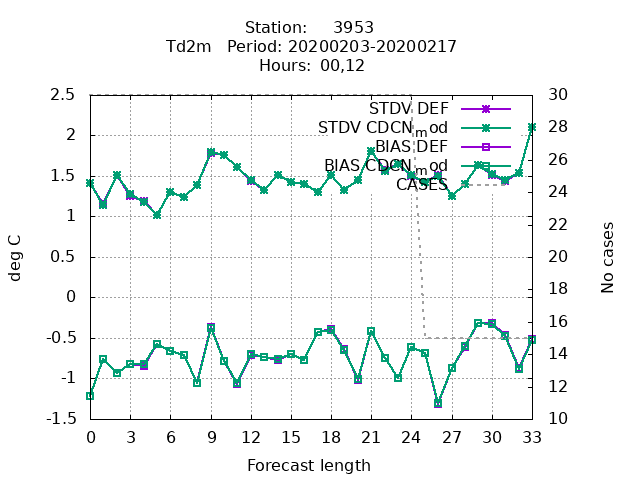 Station: 3953
Td2m Period: 20200203-20200217
Hours: 00,12
2.5
2
1.5
1
0.5
0
-0.5
-1
-1.5
30
28
26
24
22
20
18
16
14
12
10
STDV DEF
STDV CDCN_mod
BIAS DEF
BIAS CDCN_mod
CASES
deg C
No cases
0 3 6 9 12 15 18 21 24 27 30 33
Forecast length